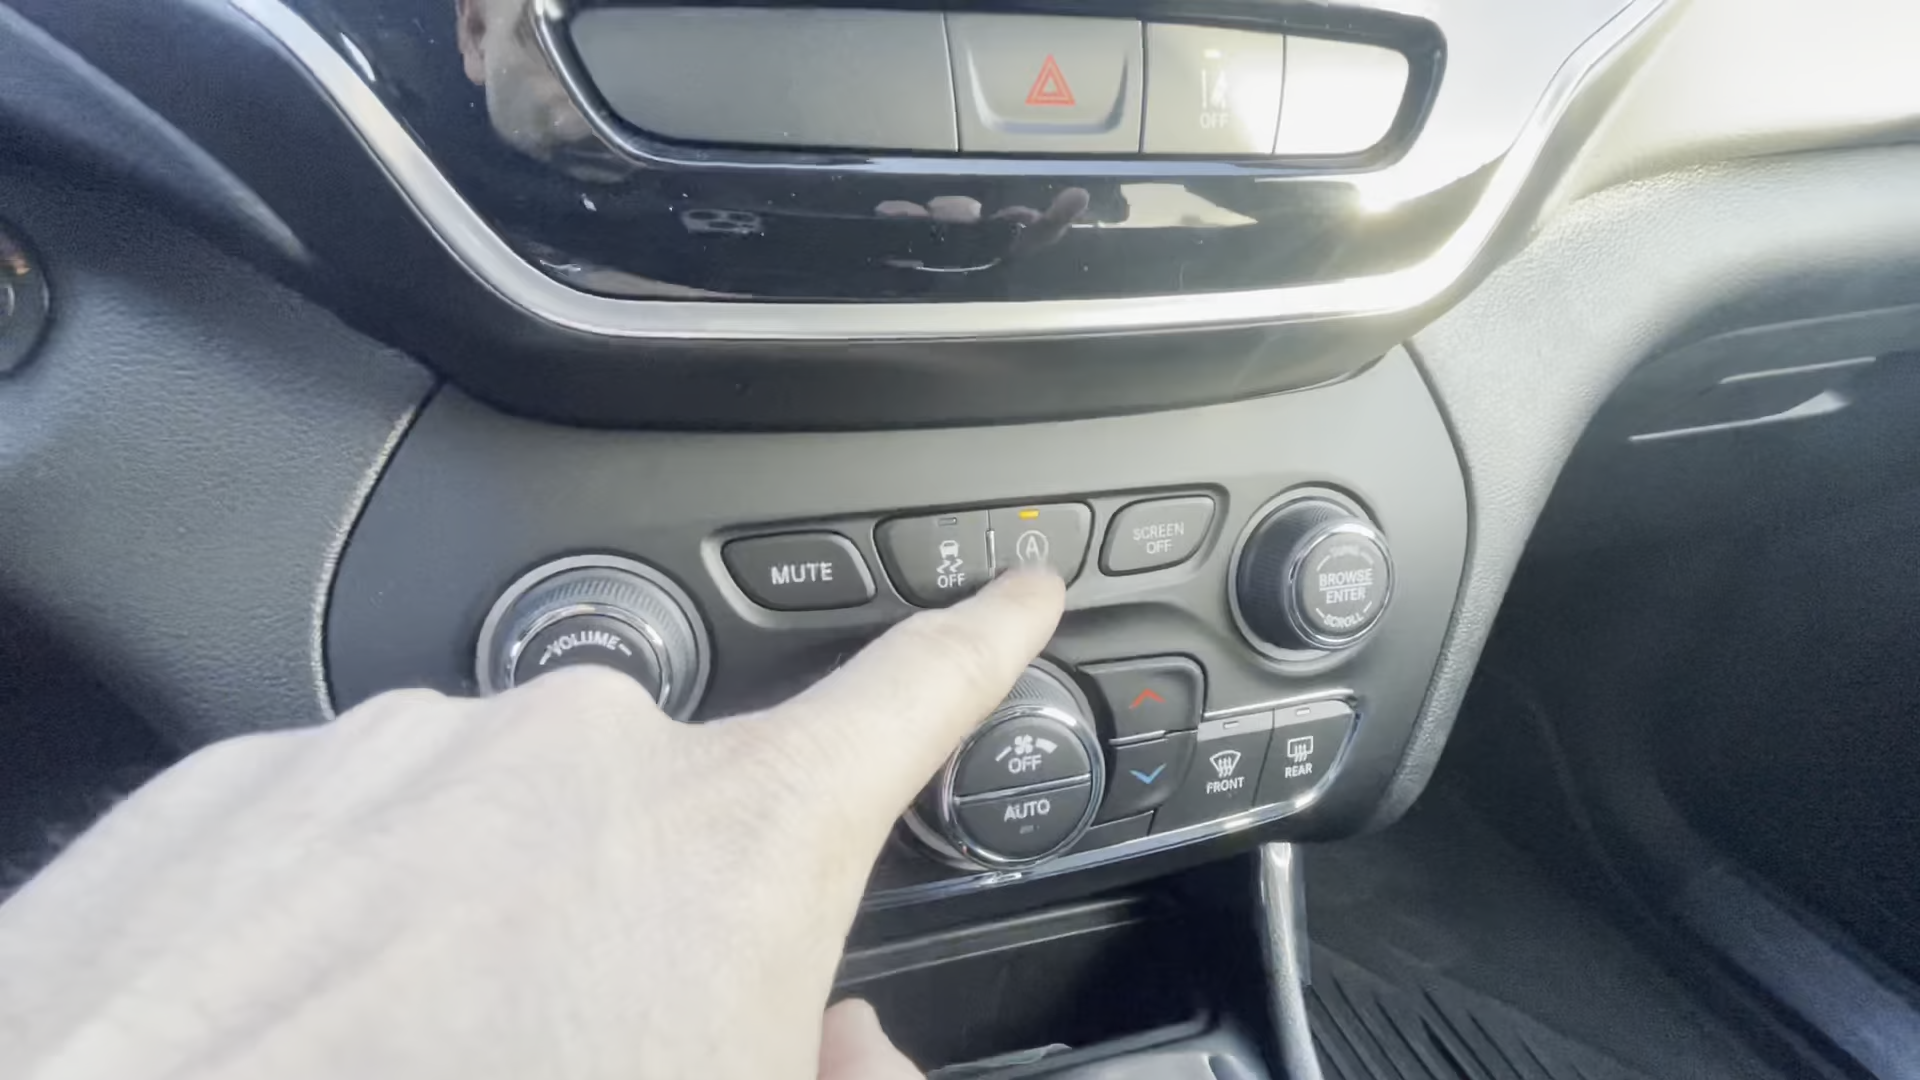 OFF
MUTE
OFF
A
SCREEN
OFF
VOLUME
BROWSE
ENTER
SCROLL
OFF
AUTO
FRONT
REAR